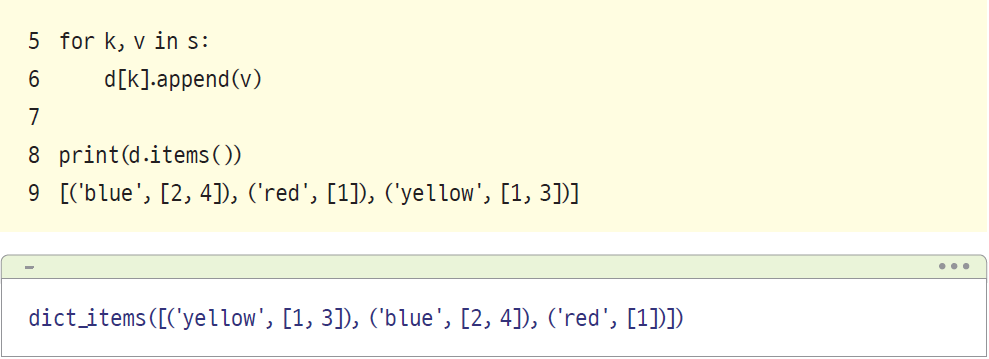 5 for k, v in s:
6     d[k].append(v)
7
8 print(d.items())
9 [('blue', [2, 4]), ('red', [1]), ('yellow', [1, 3])]
dict_items([('yellow', [1, 3]), ('blue', [2, 4]), ('red', [1])])